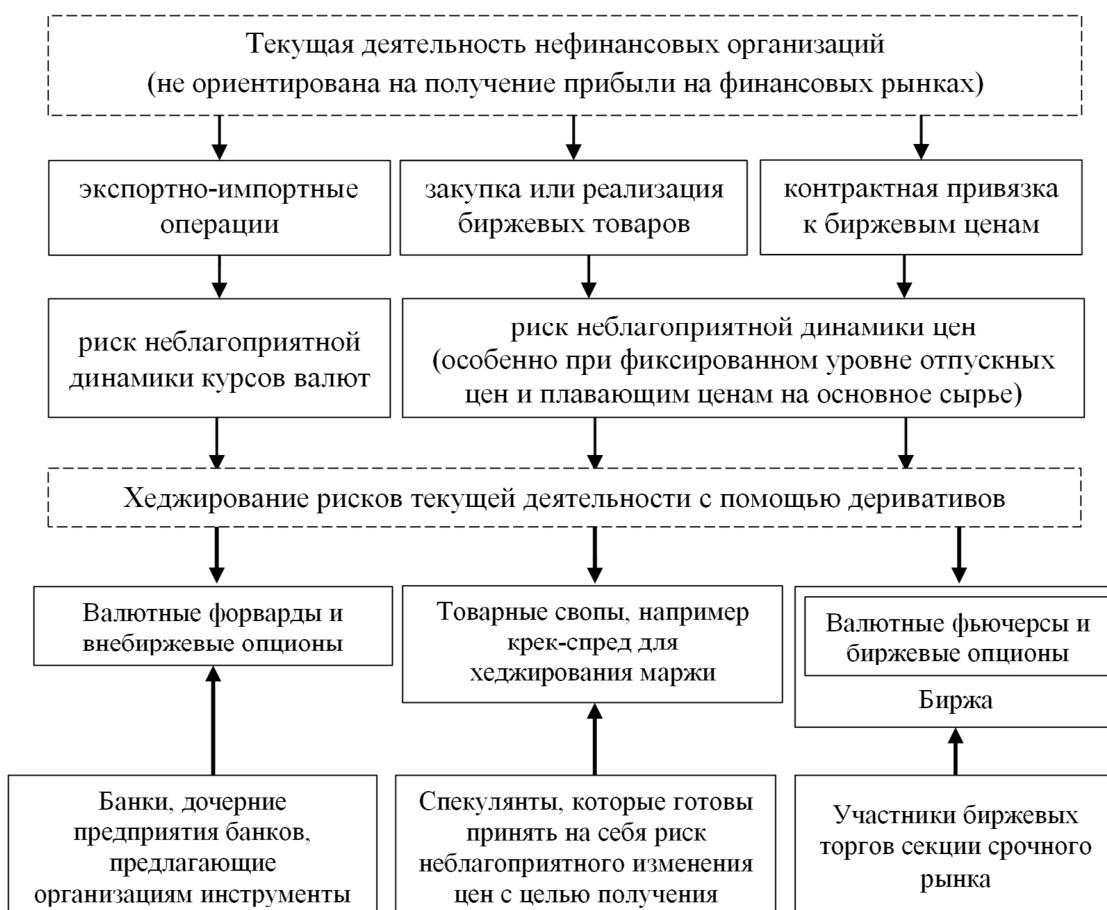 Текущая деятельность нефинансовых организаций
(не ориентирована на получение прибыли на финансовых рынках)
экспортно-импортные
операции
закупка или реализация
биржевых товаров
контрактная привязка
к биржевым ценам
риск неблагоприятной
динамики курсов валют
риск неблагоприятной динамики цен
(особенно при фиксированном уровне отпускных
цен и плавающим ценам на основное сырье)
Хеджирование рисков текущей деятельности с помощью деривативов
Валютные форварды и
внебиржевые опционы
Товарные свопы, например
крек-спред для
хеджирования маржи
Валютные фьючерсы и
биржевые опционы
Биржа
Банки, дочерние
предприятия банков,
предлагающие
организациям инструменты
Спекулянты, которые готовы
принять на себя риск
неблагоприятного изменения
цен с целью получения
Участники биржевых
торгов секции срочного
рынка